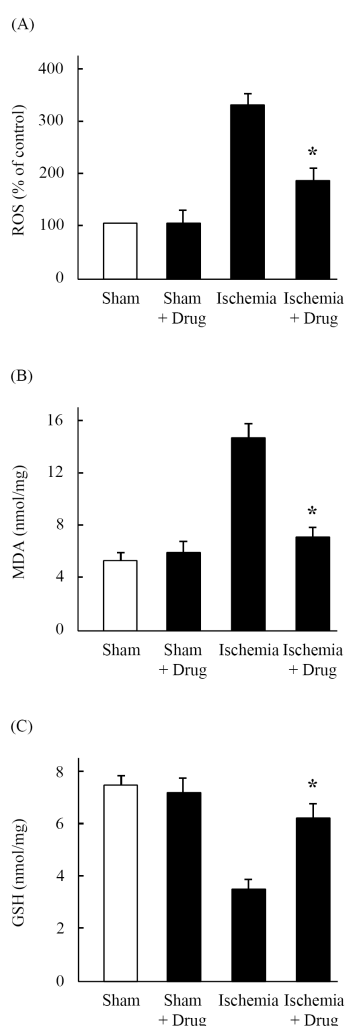 (A)
ROS (% of control)
400
300
200
100
0
*
Sham
Sham
+ Drug
Ischemia
Ischemia
+ Drug
(B)
MDA (nmol/mg)
16
12
8
4
0
*
Sham
Sham
+ Drug
Ischemia
Ischemia
+ Drug
(C)
GSH (nmol/mg)
8
6
4
2
0
*
Sham
Sham
+ Drug
Ischemia
Ischemia
+ Drug